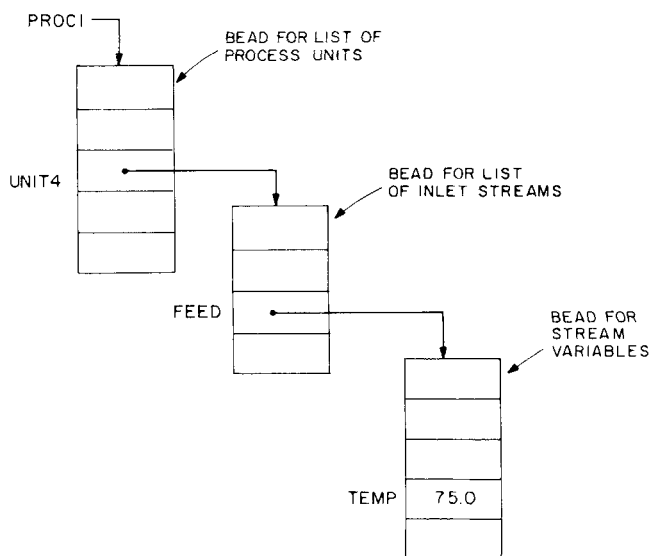 PROC1
BEAD FOR LIST OF
PROCESS UNITS
UNIT4
BEAD FOR LIST
OF INLET STREAMS
FEED
BEAD FOR
STREAM
VARIABLES
TEMP 75.0